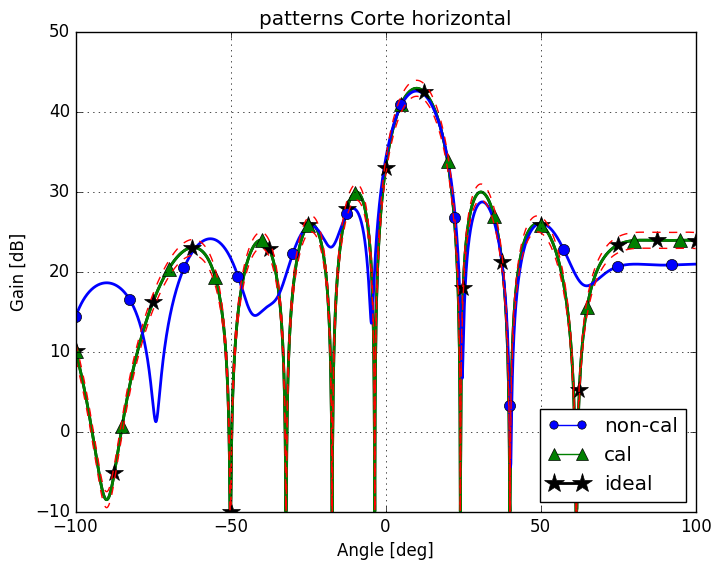 patterns Corte horizontal
50
40
30
20
10
0
−10
Gain [dB]
non-cal
cal
ideal
−100
−50
0
50
100
Angle [deg]